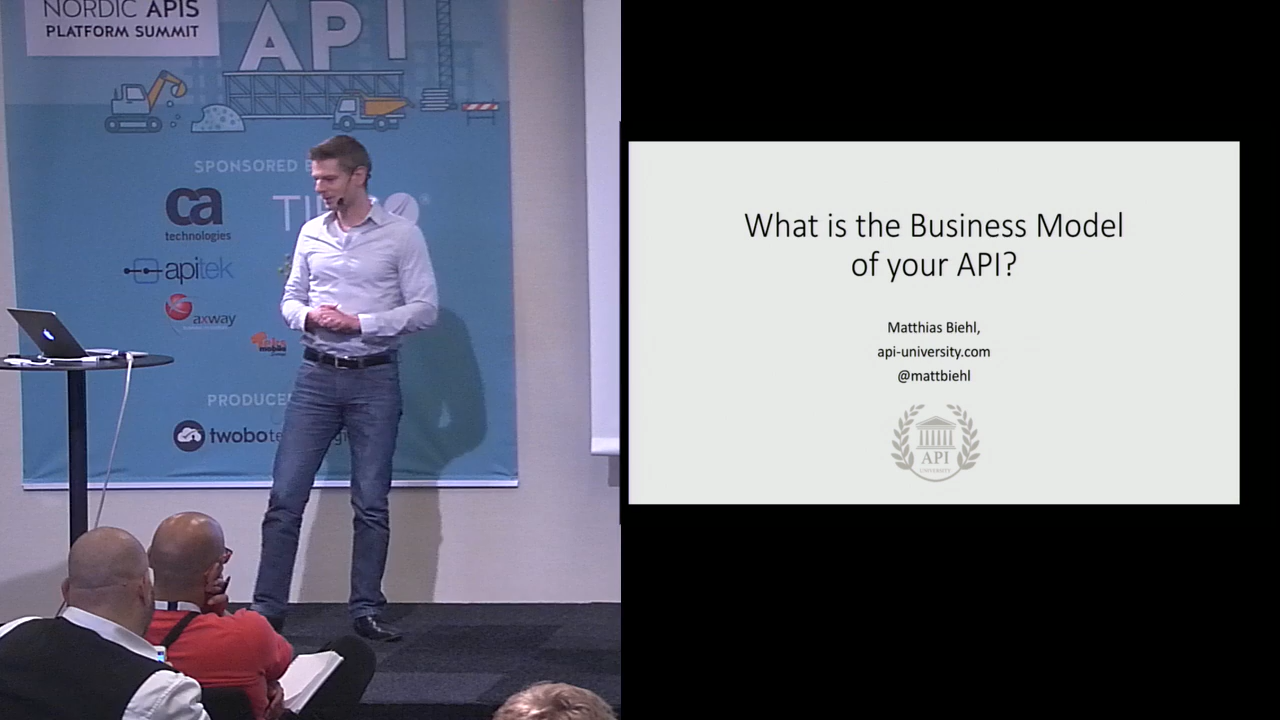 NORDIC APIS
PLATFORM SUMMIT
API
SPONSORED
ca
technologies
apitek
axway
PRODUCE
twobo
What is the Business Model
of your API?
Matthias Biehl,
api-university.com
@mattbiehl
API
UNIVERSITY